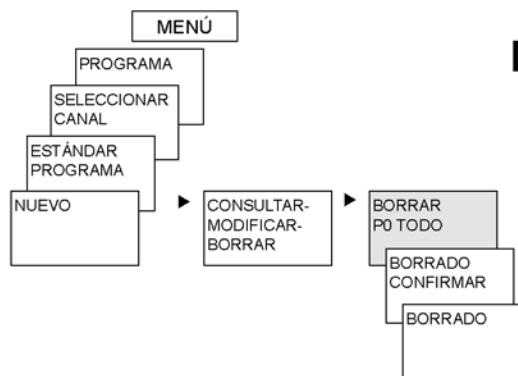 MENÚ
PROGRAMA
SELECCIONAR
CANAL
ESTÁNDAR
PROGRAMA
NUEVO
CONSULTAR-
MODIFICAR-
BORRAR
BORRAR
P0 TODO
BORRADO
CONFIRMAR
BORRADO